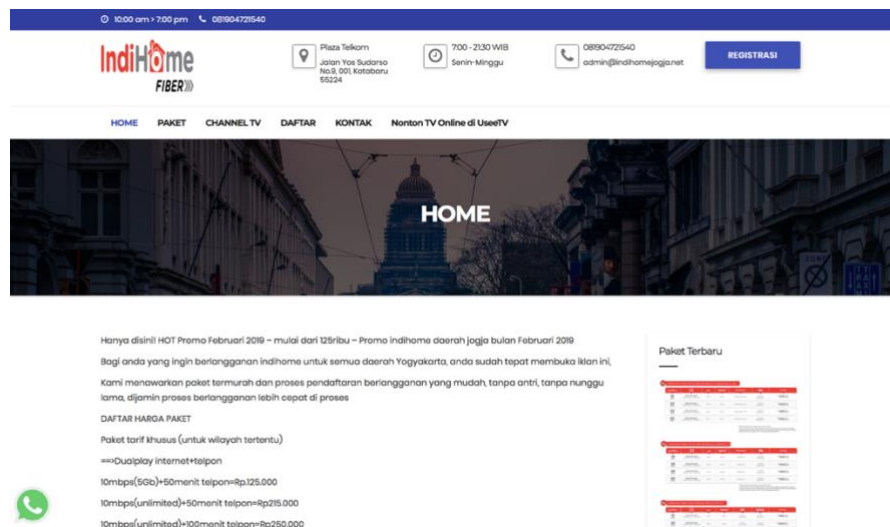 10:00 am > 7:00 pm 081904721540
IndiHome
FIBER
Plaza Telkom
Jalan Yos Sudarso
No.9, 001, Kotabaru
55224
7:00 - 21:30 WIB
Senin-Minggu
081904721540
admin@indihomejogja.net
REGISTRASI
HOME PAKET CHANNEL TV DAFTAR KONTAK Nonton TV Online di UseeTV
HOME
Hanya disini! HOT Promo Februari 2019 – mulai dari 125ribu – Promo indihome daerah jogja bulan Februari 2019
Bagi anda yang ingin berlangganan indihome untuk semua daerah Yogyakarta, anda sudah tepat membuka iklan ini,
Kami menawarkan paket termurah dan proses pendaftaran berlangganan yang mudah, tanpa antri, tanpa nunggu
lama, dijamin proses berlangganan lebih cepat di proses
DAFTAR HARGA PAKET
Paket tarif khusus (untuk wilayah tertentu)
==>Dualplay internet+telpon
10mbps(5Gb)+50menit telpon=Rp.125.000
10mbps(unlimited)+50menit telpon=Rp215.000
10mbps(unlimited)+100menit telpon=Rp250.000
Paket Terbaru